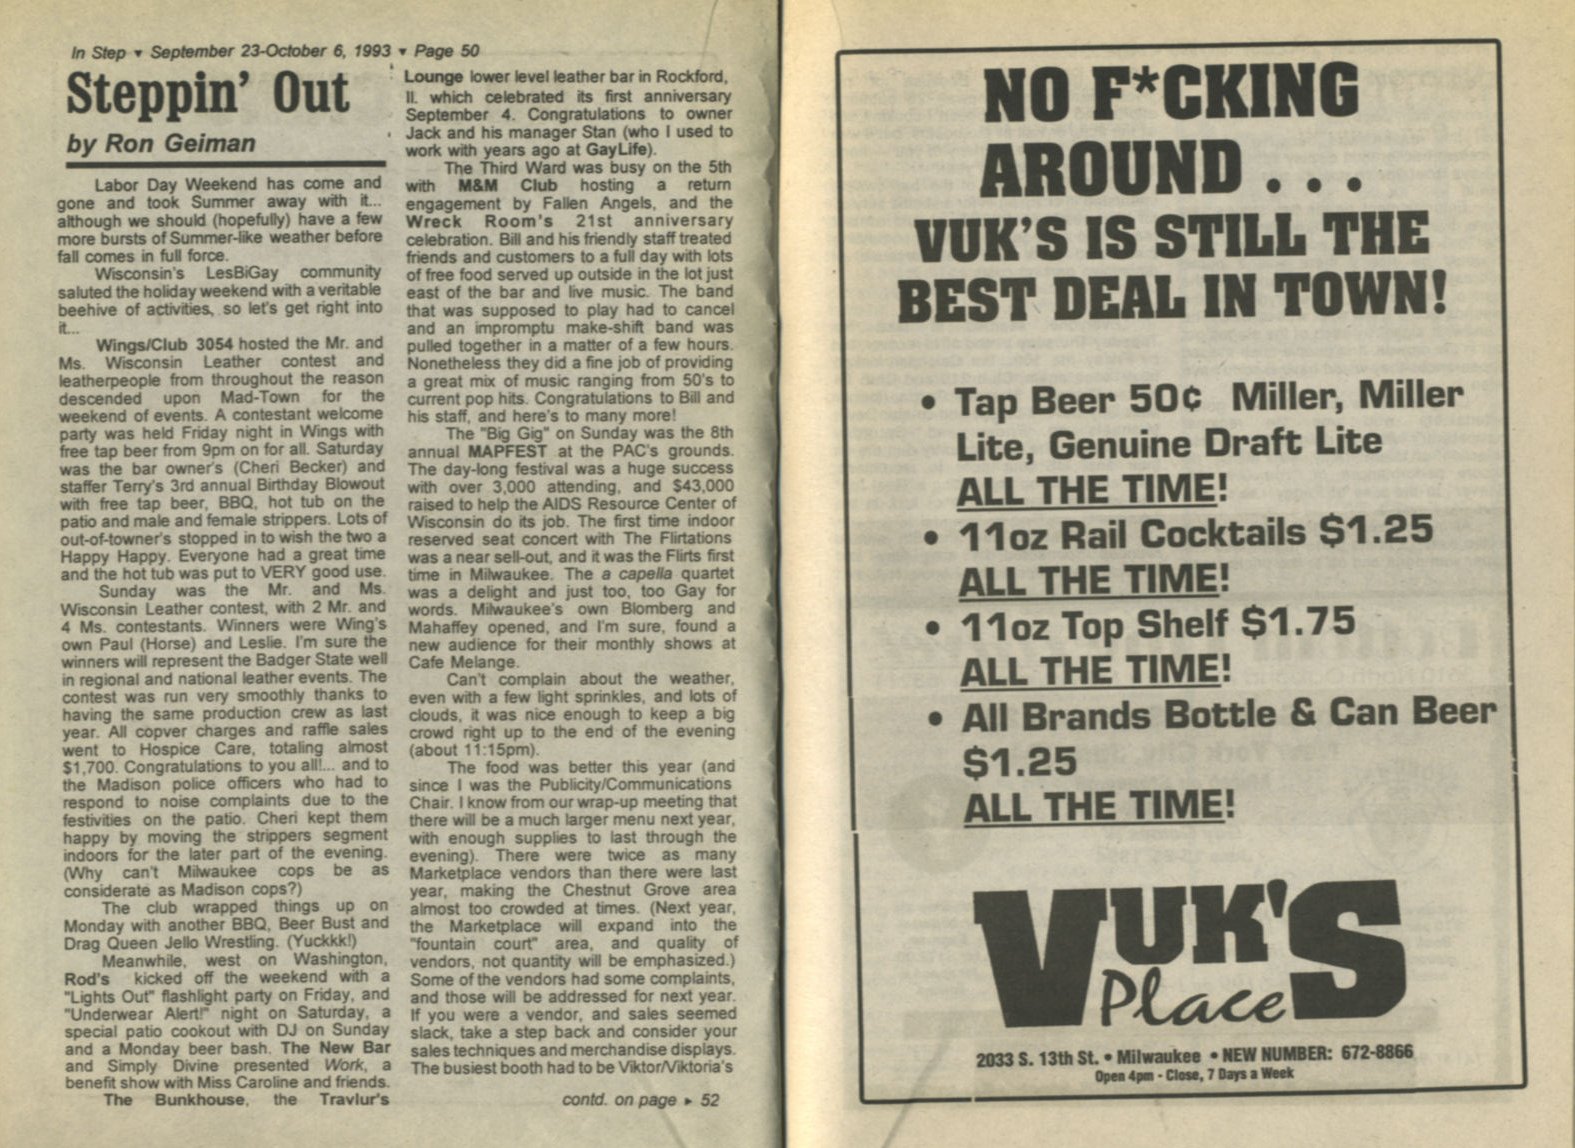 In Step ▾ September 23-October 6, 1993 ▾ Page 50
Steppin' Out
by Ron Geiman
Labor Day Weekend has come and
gone and took Summer away with it...
although we should (hopefully) have a few
more bursts of Summer-like weather before
fall comes in full force.
Wisconsin's LesBiGay community
saluted the holiday weekend with a veritable
beehive of activities, so let's get right into
it...
Wings/Club 3054 hosted the Mr. and
Ms. Wisconsin Leather contest and
leatherpeople from throughout the reason
descended upon Mad-Town for the
weekend of events. A contestant welcome
party was held Friday night in Wings with
free tap beer from 9pm on for all. Saturday
was the bar owner's (Cheri Becker) and
staffer Terry's 3rd annual Birthday Blowout
with free tap beer, BBQ, hot tub on the
patio and male and female strippers. Lots of
out-of-towner's stopped in to wish the two a
Happy Happy. Everyone had a great time
and the hot tub was put to VERY good use.
Sunday was the Mr. and Ms.
Wisconsin Leather contest, with 2 Mr. and
4 Ms. contestants. Winners were Wing's
own Paul (Horse) and Leslie. I'm sure the
winners will represent the Badger State well
in regional and national leather events. The
contest was run very smoothly thanks to
having the same production crew as last
year. All copver charges and raffle sales
went to Hospice Care, totaling almost
$1,700. Congratulations to you all!... and to
the Madison police officers who had to
respond to noise complaints due to the
festivities on the patio. Cheri kept them
happy by moving the strippers segment
indoors for the later part of the evening.
(Why can't Milwaukee cops be as
considerate as Madison cops?)
The club wrapped things up on
Monday with another BBQ, Beer Bust and
Drag Queen Jello Wrestling. (Yuckkk!)
Meanwhile, west on Washington,
Rod's kicked off the weekend with a
"Lights Out" flashlight party on Friday, and
"Underwear Alert!" night on Saturday, a
special patio cookout with DJ on Sunday
and a Monday beer bash. The New Bar
and Simply Divine presented Work, a
benefit show with Miss Caroline and friends.
The Bunkhouse, the Travlur's
Lounge lower level leather bar in Rockford,
Il. which celebrated its first anniversary
September 4. Congratulations to owner
Jack and his manager Stan (who I used to
work with years ago at GayLife).
The Third Ward was busy on the 5th
with M&M Club hosting a return
engagement by Fallen Angels, and the
Wreck Room's 21st anniversary
celebration. Bill and his friendly staff treated
friends and customers to a full day with lots
of free food served up outside in the lot just
east of the bar and live music. The band
that was supposed to play had to cancel
and an impromptu make-shift band was
pulled together in a matter of a few hours.
Nonetheless they did a fine job of providing
a great mix of music ranging from 50's to
current pop hits. Congratulations to Bill and
his staff, and here's to many more!
The "Big Gig" on Sunday was the 8th
annual MAPFEST at the PAC's grounds.
The day-long festival was a huge success
with over 3,000 attending, and $43,000
raised to help the AIDS Resource Center of
Wisconsin do its job. The first time indoor
reserved seat concert with The Flirtations
was a near sell-out, and it was the Flirts first
time in Milwaukee. The a capella quartet
was a delight and just too, too Gay for
words. Milwaukee's own Blomberg and
Mahaffey opened, and I'm sure, found a
new audience for their monthly shows at
Cafe Melange.
Can't complain about the weather,
even with a few light sprinkles, and lots of
clouds, it was nice enough to keep a big
crowd right up to the end of the evening
(about 11:15pm).
The food was better this year (and
since I was the Publicity/Communications
Chair. I know from our wrap-up meeting that
there will be a much larger menu next year,
with enough supplies to last through the
evening). There were twice as many
Marketplace vendors than there were last
year, making the Chestnut Grove area
almost too crowded at times. (Next year,
the Marketplace will expand into the
"fountain court" area, and quality of
vendors, not quantity will be emphasized.)
Some of the vendors had some complaints,
and those will be addressed for next year.
If you were a vendor, and sales seemed
slack, take a step back and consider your
sales techniques and merchandise displays.
The busiest booth had to be Viktor/Viktoria's
contd. on page ▸ 52
NO F*CKING
AROUND . . .
VUK'S IS STILL THE
BEST DEAL IN TOWN!
• Tap Beer 50¢ Miller, Miller
Lite, Genuine Draft Lite
ALL THE TIME!
• 11oz Rail Cocktails $1.25
ALL THE TIME!
• 11oz Top Shelf $1.75
ALL THE TIME!
• All Brands Bottle & Can Beer
$1.25
ALL THE TIME!
VUK'S
Place
2033 S. 13th St. • Milwaukee • NEW NUMBER: 672-8866
Open 4pm - Close, 7 Days a Week